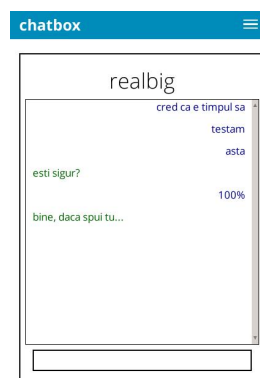 chatbox
realbig
cred ca e timpul sa
testam
asta
esti sigur?
100%
bine, daca spui tu...